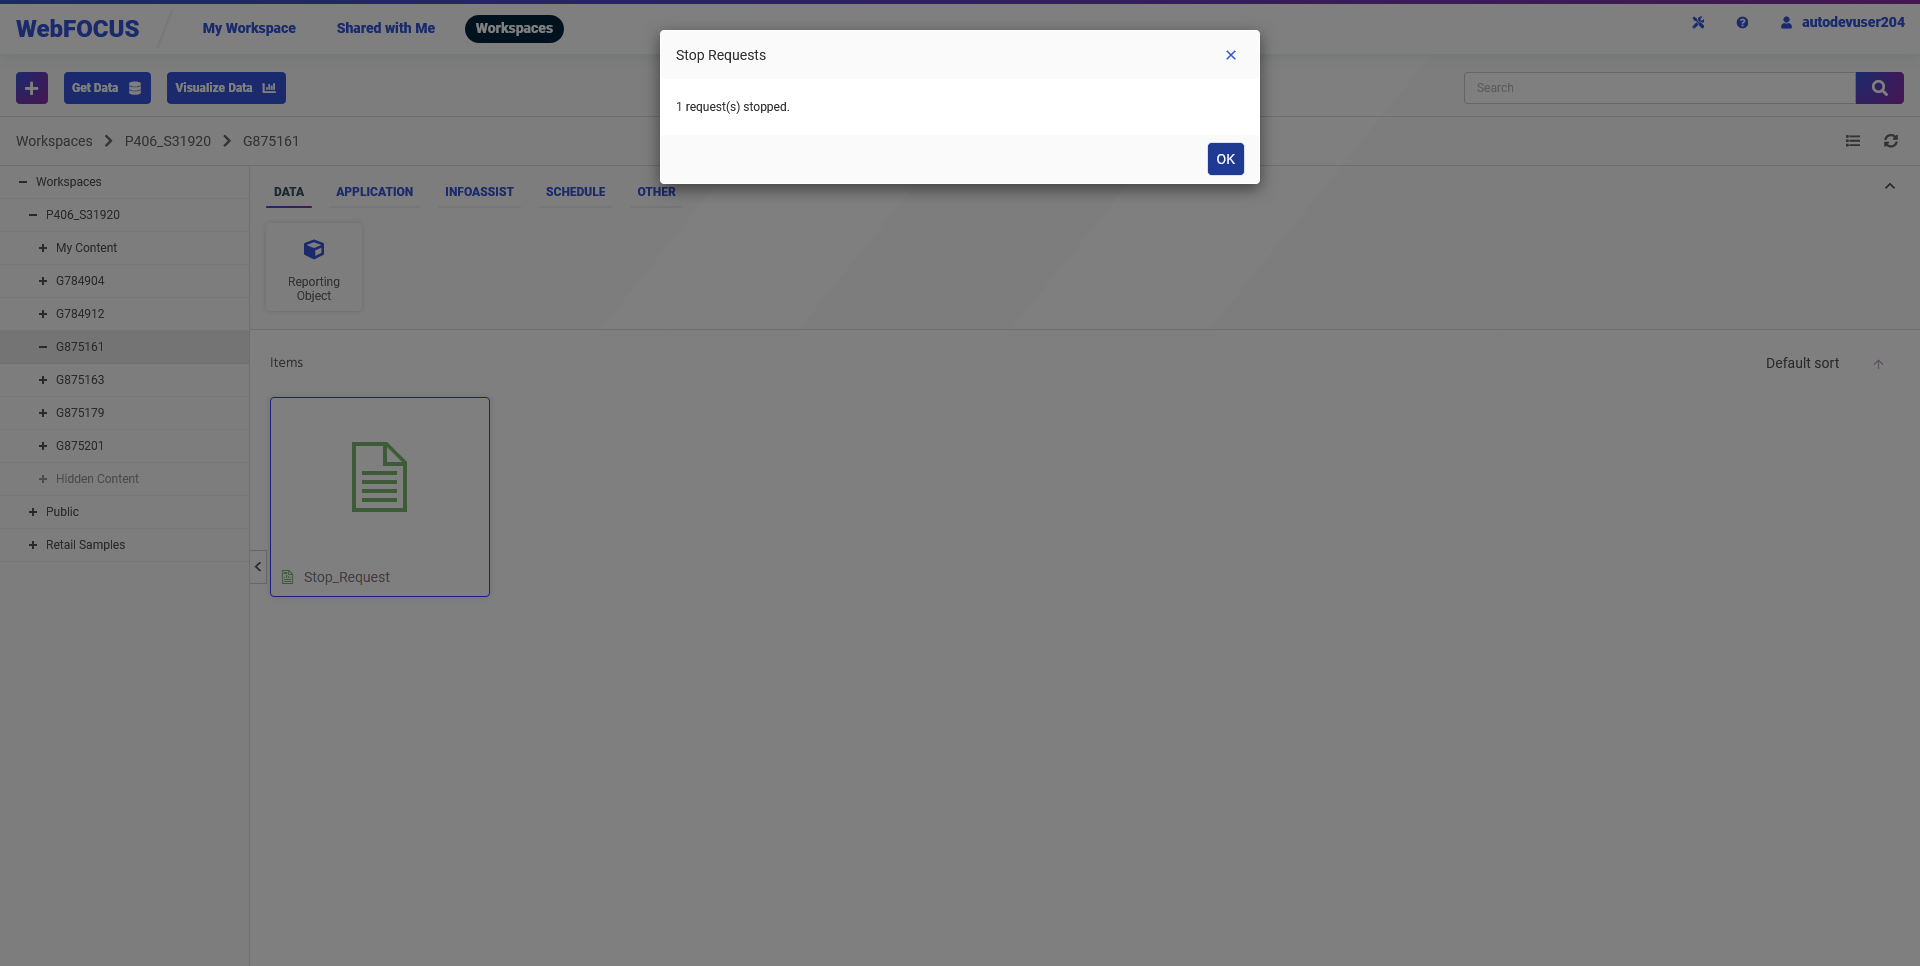 WebFOCUS
My Workspace
Shared with Me
Workspaces
autodevuser204
Stop Requests
1 request(s) stopped.
OK
Get Data
Visualize Data
Search
Workspaces
P406_S31920
G875161
Workspaces
P406_S31920
My Content
G784904
G784912
G875161
G875163
G875179
G875201
Hidden Content
Public
Retail Samples
DATA
APPLICATION
INFOASSIST
SCHEDULE
OTHER
Reporting
Object
Items
Default sort
Stop_Request